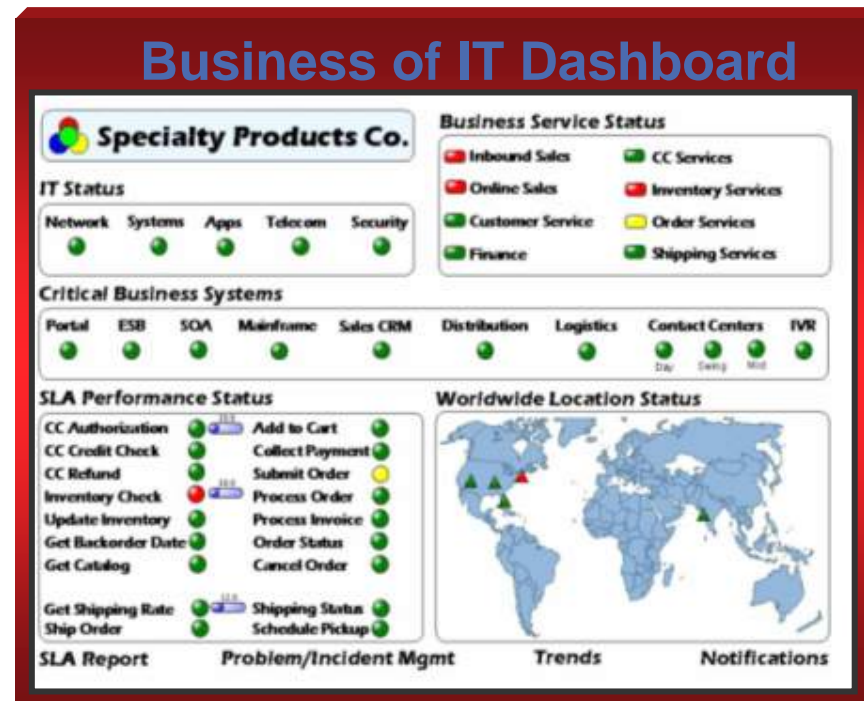 Business of IT Dashboard
Specialty Products Co.
Business Service Status
Inbound Sales CC Services
Online Sales Inventory Services
Customer Service Order Services
Finance Shipping Services
IT Status
Network Systems Apps Telecom Security
Critical Business Systems
Portal ESB SOA Mainframe Sales CRM Distribution Logistics Contact Centers IVR
Day Swing Mid
SLA Performance Status
CC Authorization Add to Cart
CC Credit Check Collect Payment
CC Refund Submit Order
Inventory Check Process Order
Update Inventory Process Invoice
Get Backorder Date Order Status
Get Catalog Cancel Order
Get Shipping Rate Shipping Status
Ship Order Schedule Pickup
Worldwide Location Status
SLA Report Problem/Incident Mgmt Trends Notifications